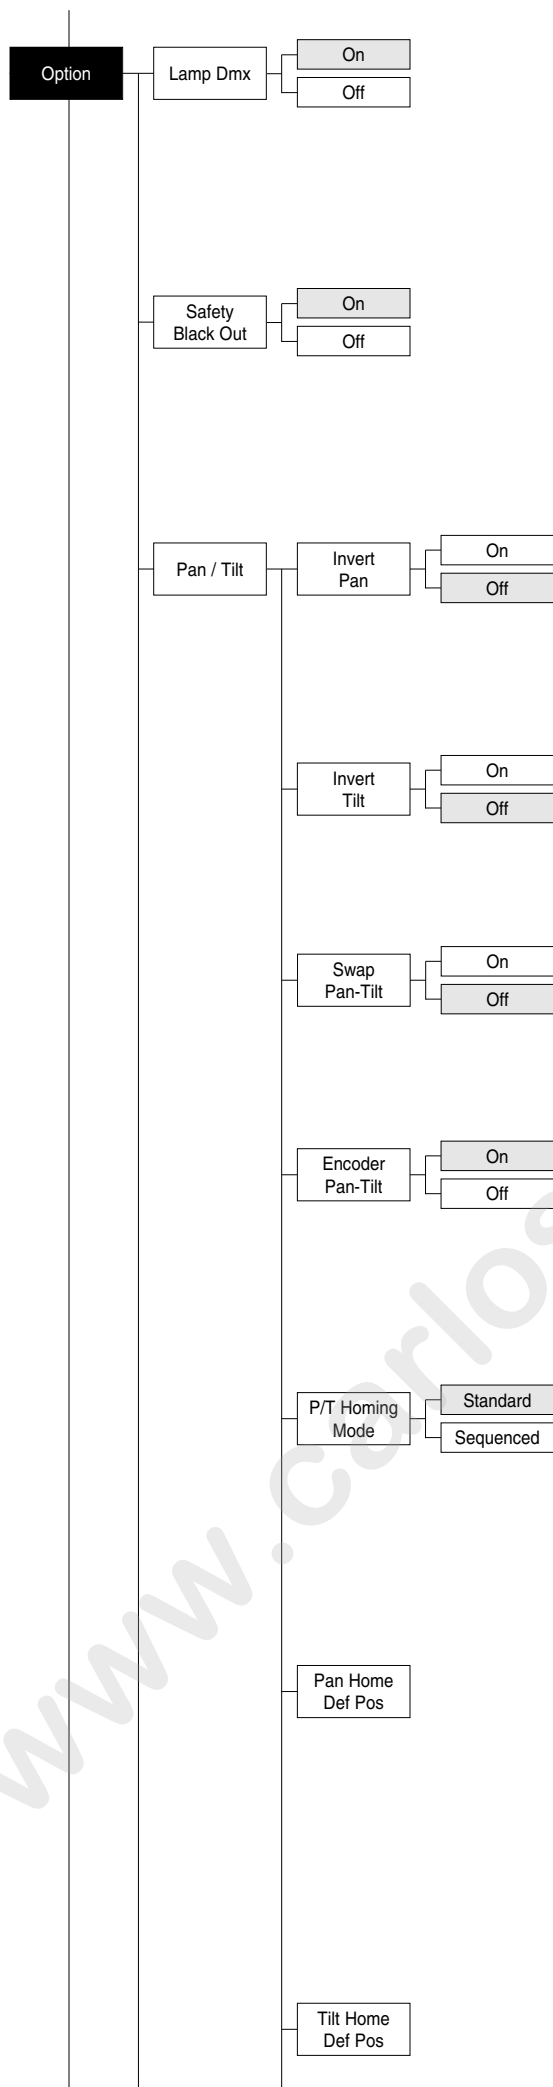 Option
Lamp Dmx
On
Off
Safety
Black Out
On
Off
Pan / Tilt
Invert
Pan
On
Off
Invert
Tilt
On
Off
Swap
Pan-Tilt
On
Off
Encoder
Pan-Tilt
On
Off
P/T Homing
Mode
Standard
Sequenced
Pan Home
Def Pos
Tilt Home
Def Pos
www.carlos